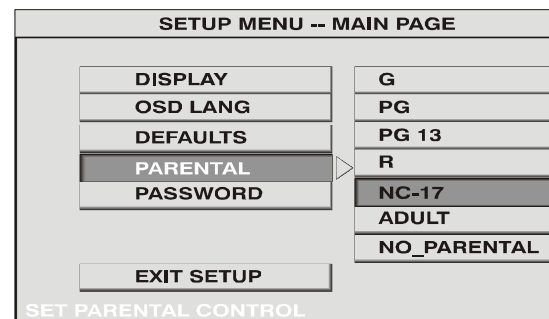 SETUP MENU -- MAIN PAGE
DISPLAY
OSD LANG
DEFAULTS
PARENTAL
PASSWORD
EXIT SETUP
G
PG
PG 13
R
NC-17
ADULT
NO_PARENTAL
SET PARENTAL CONTROL